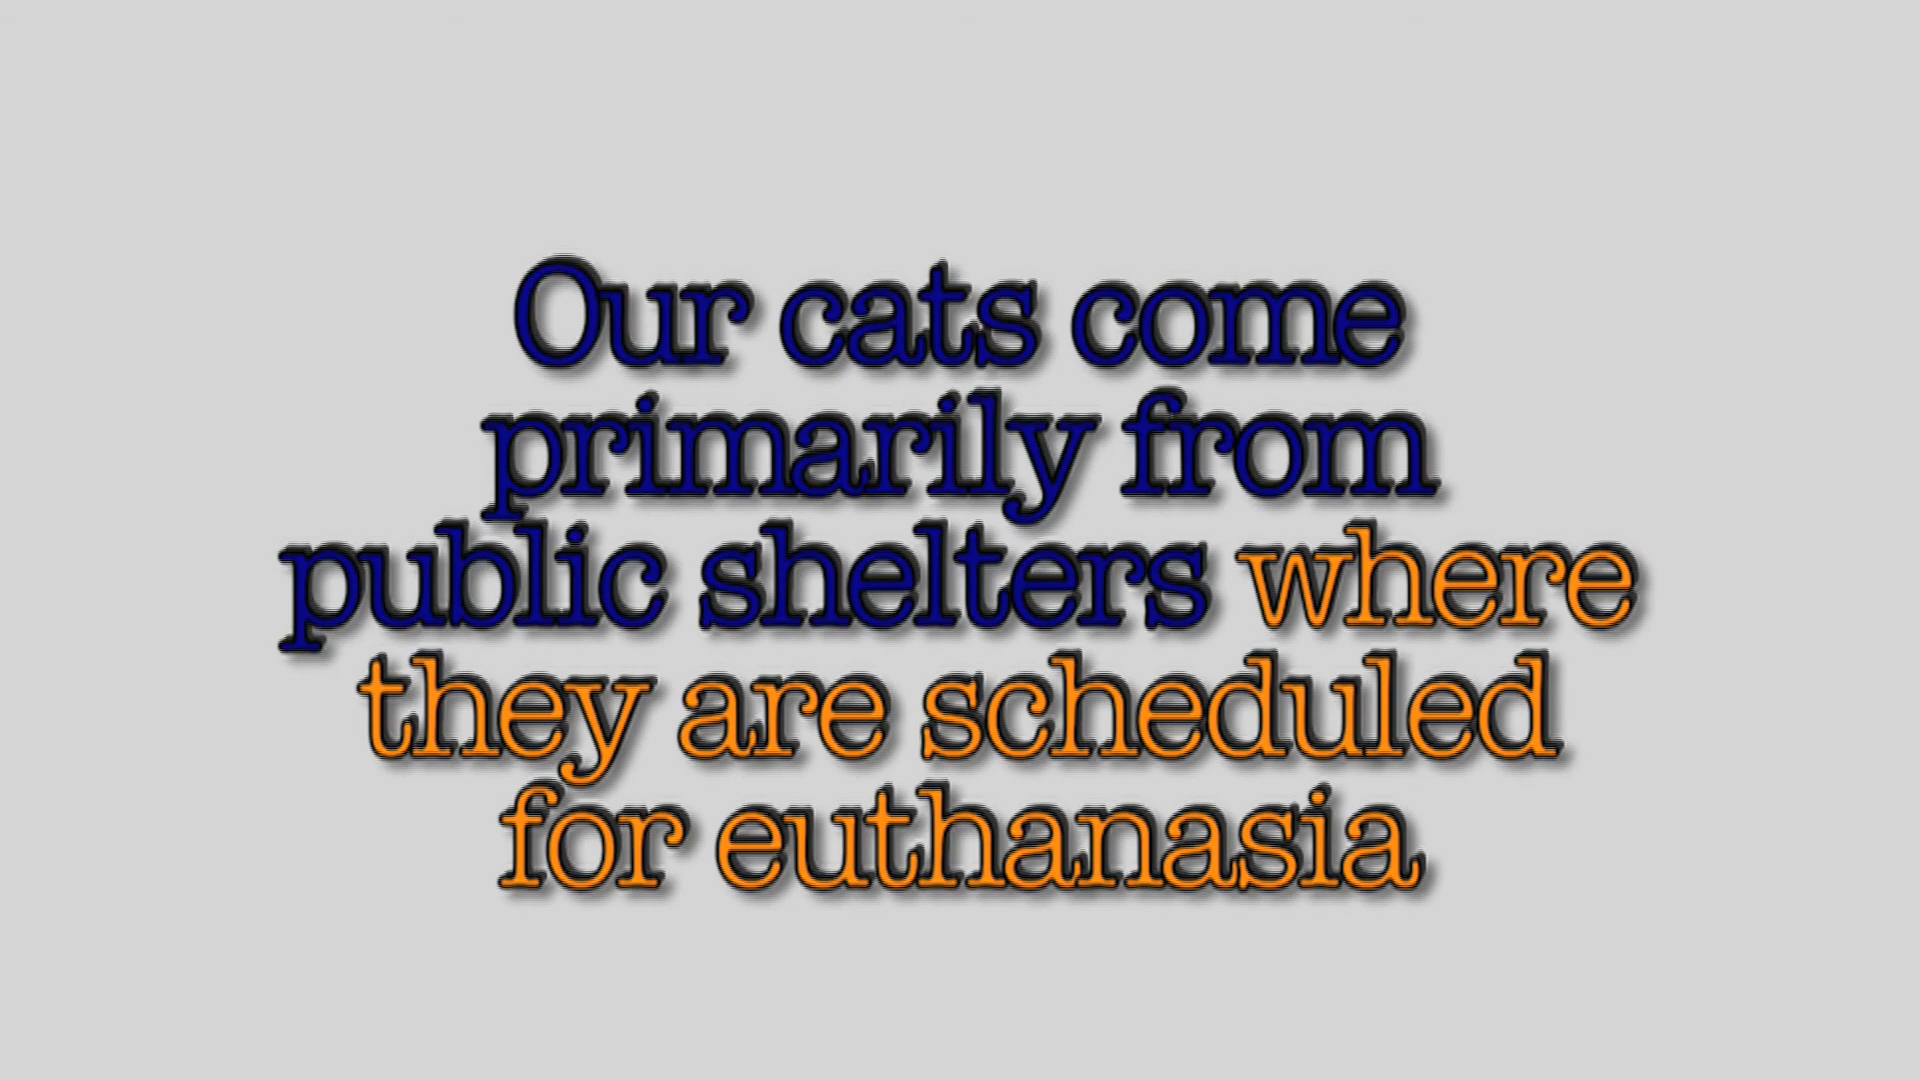 Our cats come
primarily from
public shelters where
they are scheduled
for euthanasia